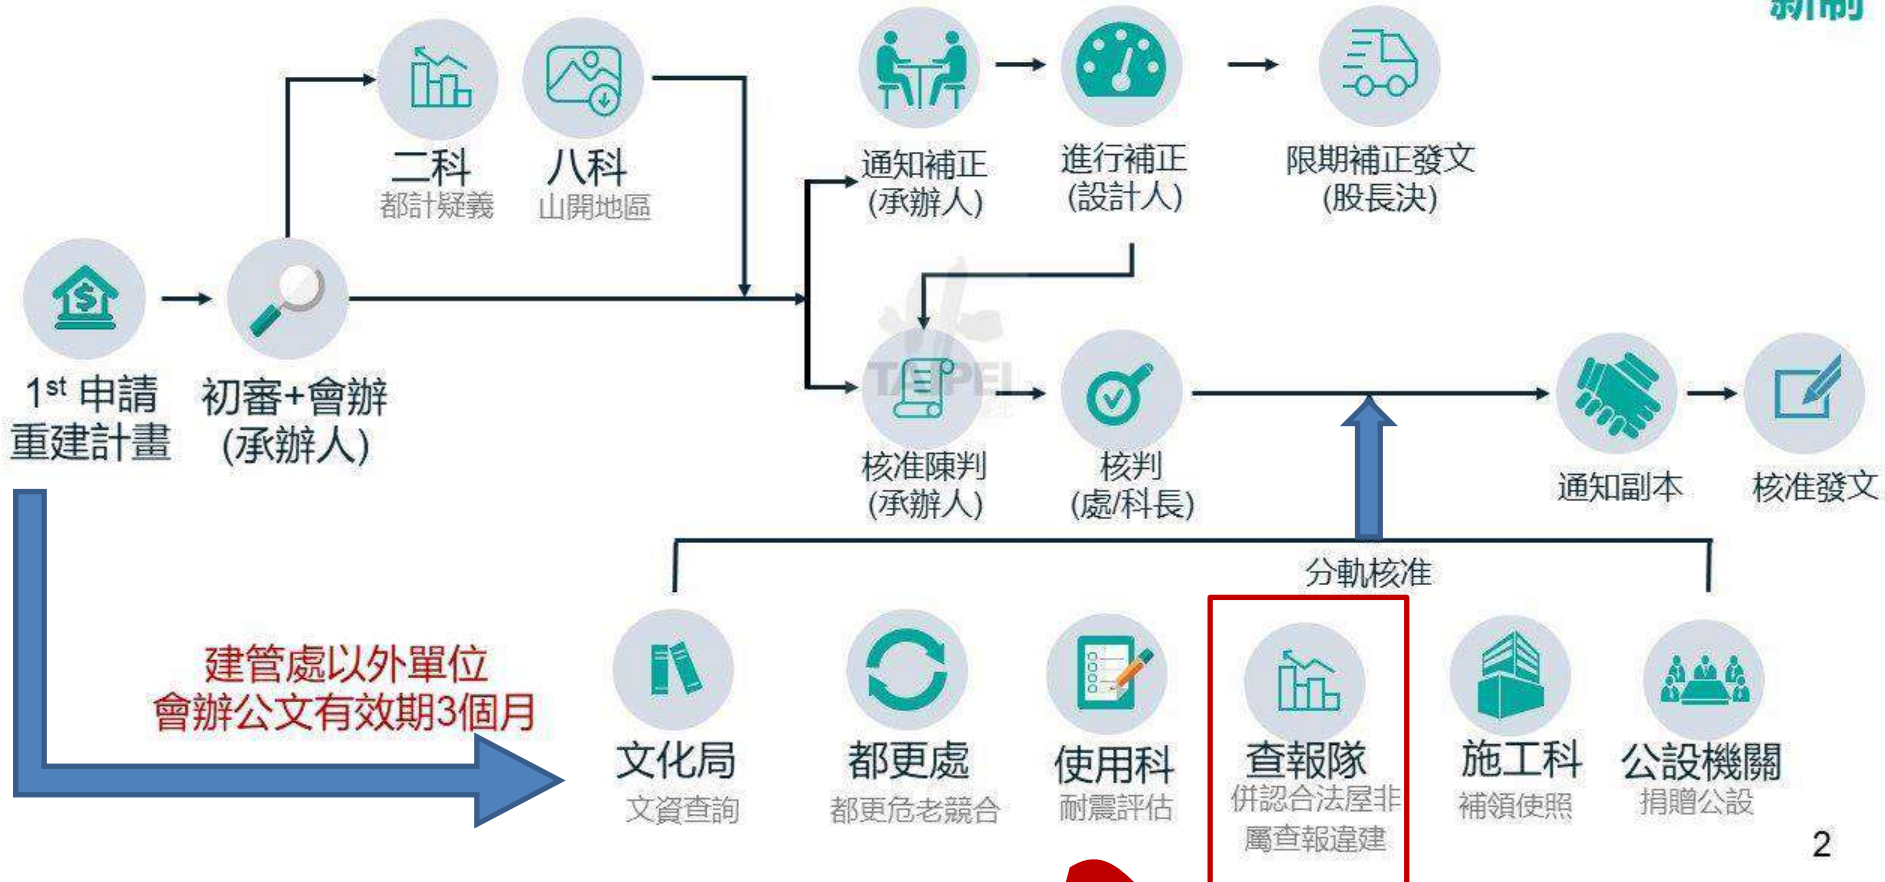 新制
二科
都計疑義
八科
山開地區
通知補正
(承辦人)
進行補正
(設計人)
限期補正發文
(股長決)
1st 申請
重建計畫
初審+會辦
(承辦人)
TAIPEI
核准陳判
(承辦人)
核判
(處/科長)
通知副本
核准發文
分軌核准
建管處以外單位
會辦公文有效期3個月
文化局
文資查詢
都更處
都更危老競合
使用科
耐震評估
查報隊
併認合法屋非
屬查報違建
施工科
補領使照
公設機關
捐贈公設
2